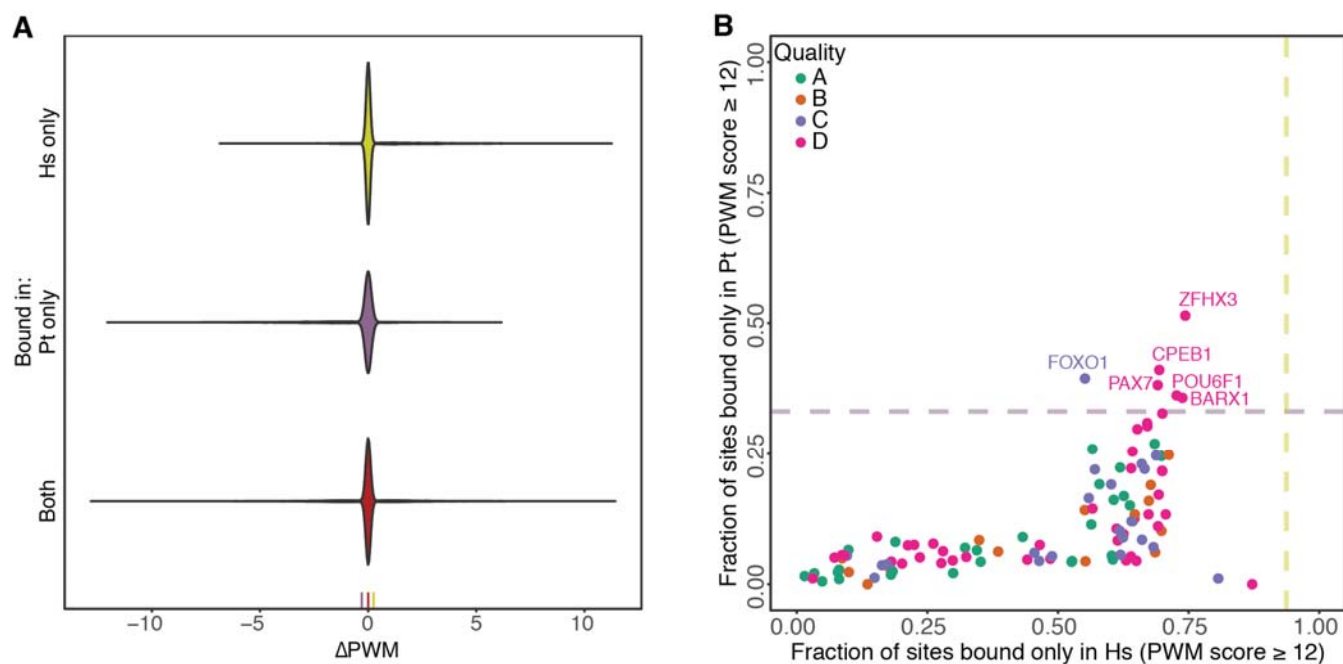 A
Bound in:
Hs only
Pt only
Both
−10
−5
0
5
10
ΔPWM
B
Fraction of sites bound only in Pt (PWM score ≥ 12)
1.00
0.75
0.50
0.25
0.00
Quality
A
B
C
D
ZFHX3
CPEB1
FOXO1
PAX7
POU6F1
BARX1
0.00
0.25
0.50
0.75
1.00
Fraction of sites bound only in Hs (PWM score ≥ 12)